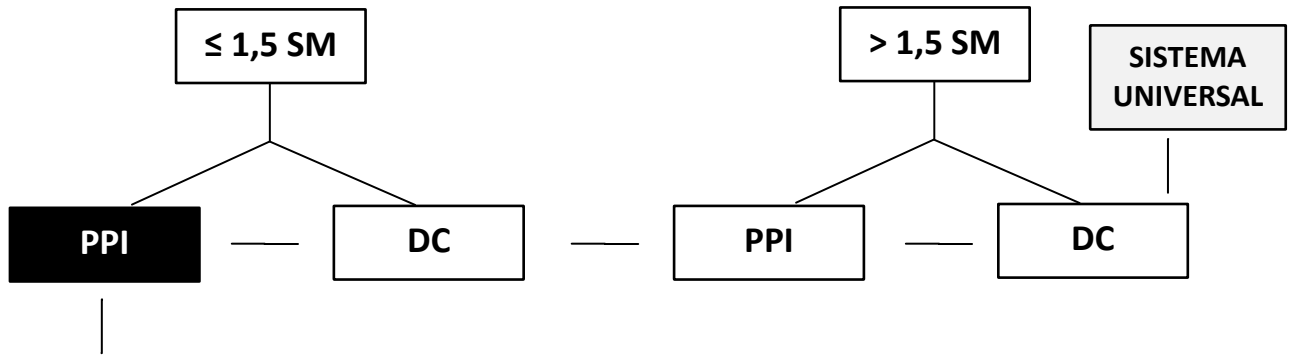 ≤ 1,5 SM
> 1,5 SM
SISTEMA
UNIVERSAL
PPI
DC
PPI
DC